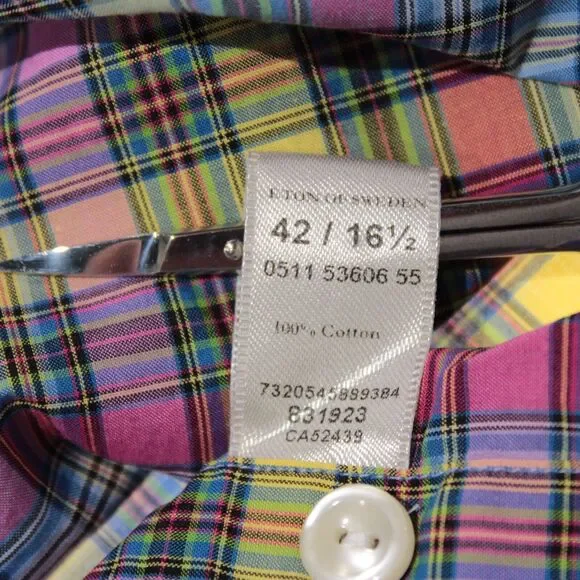 ETON OF SWEDEN
42 / 16½
0511 53606 55
100% Cotton
7320545889384
831923
CA52439